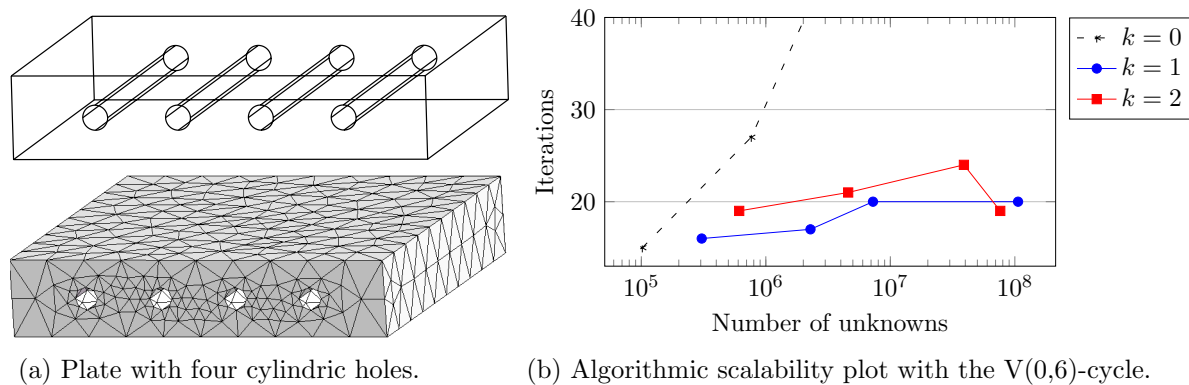 40
30
20
10^5
10^6
10^7
10^8
Iterations
Number of unknowns
k = 0
k = 1
k = 2
(a) Plate with four cylindric holes.
(b) Algorithmic scalability plot with the V(0,6)-cycle.